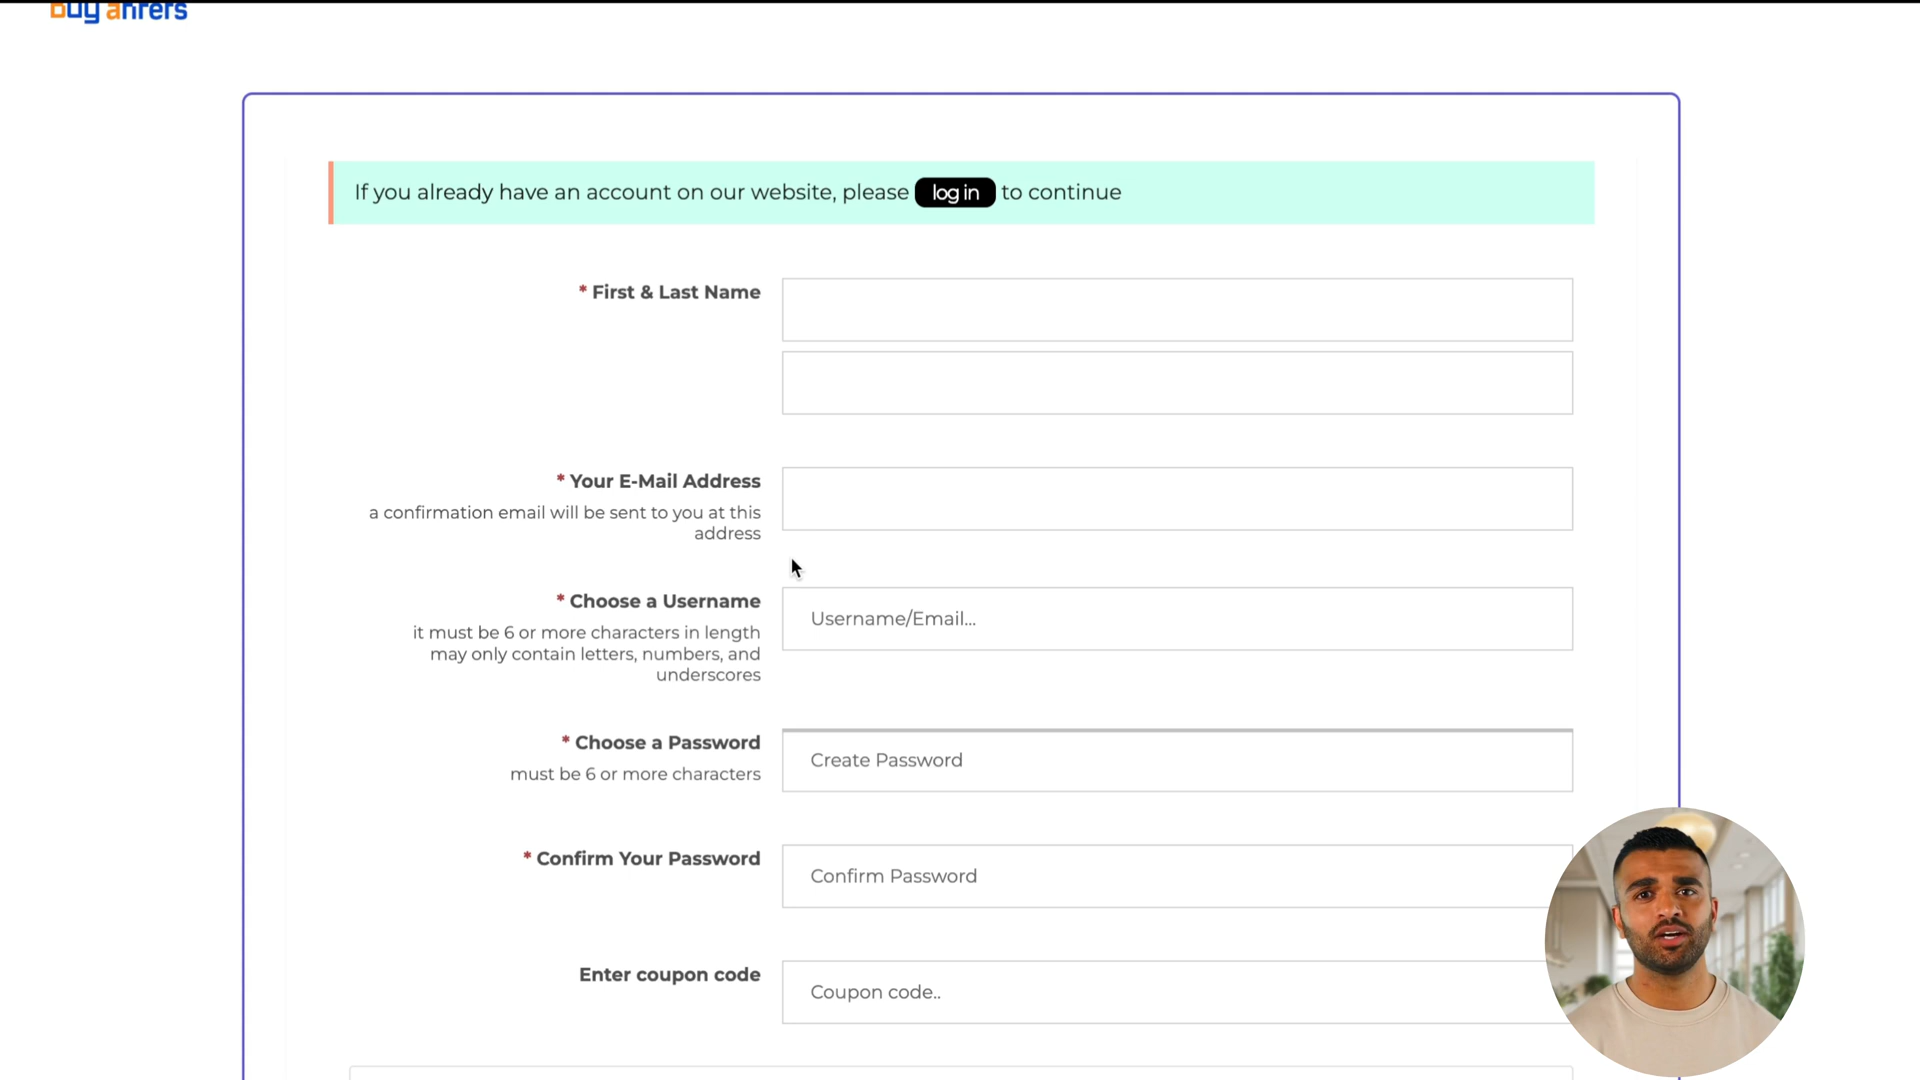 buy ahrefs
If you already have an account on our website, please log in to continue
* First & Last Name
* Your E-Mail Address
a confirmation email will be sent to you at this
address
* Choose a Username
Username/Email...
it must be 6 or more characters in length
may only contain letters, numbers, and
underscores
* Choose a Password
Create Password
must be 6 or more characters
* Confirm Your Password
Confirm Password
Enter coupon code
Coupon code..